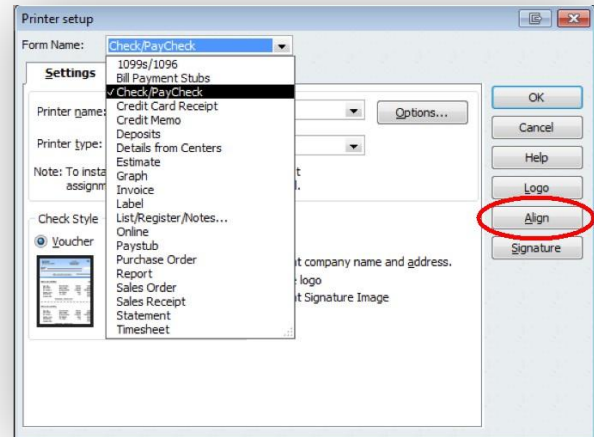 Printer setup
Form Name: Check/PayCheck
Settings
1099s/1096
Bill Payment Stubs
✓ Check/PayCheck
Credit Card Receipt
Credit Memo
Deposits
Details from Centers
Estimate
Graph
Invoice
Label
List/Register/Notes...
Online
Paystub
Purchase Order
Report
Sales Order
Sales Receipt
Statement
Timesheet
Printer name:
Options...
Printer type:
Note: To insta
assignm
Check Style
Voucher
nt company name and address.
logo
nt Signature Image
OK
Cancel
Help
Logo
Align
Signature